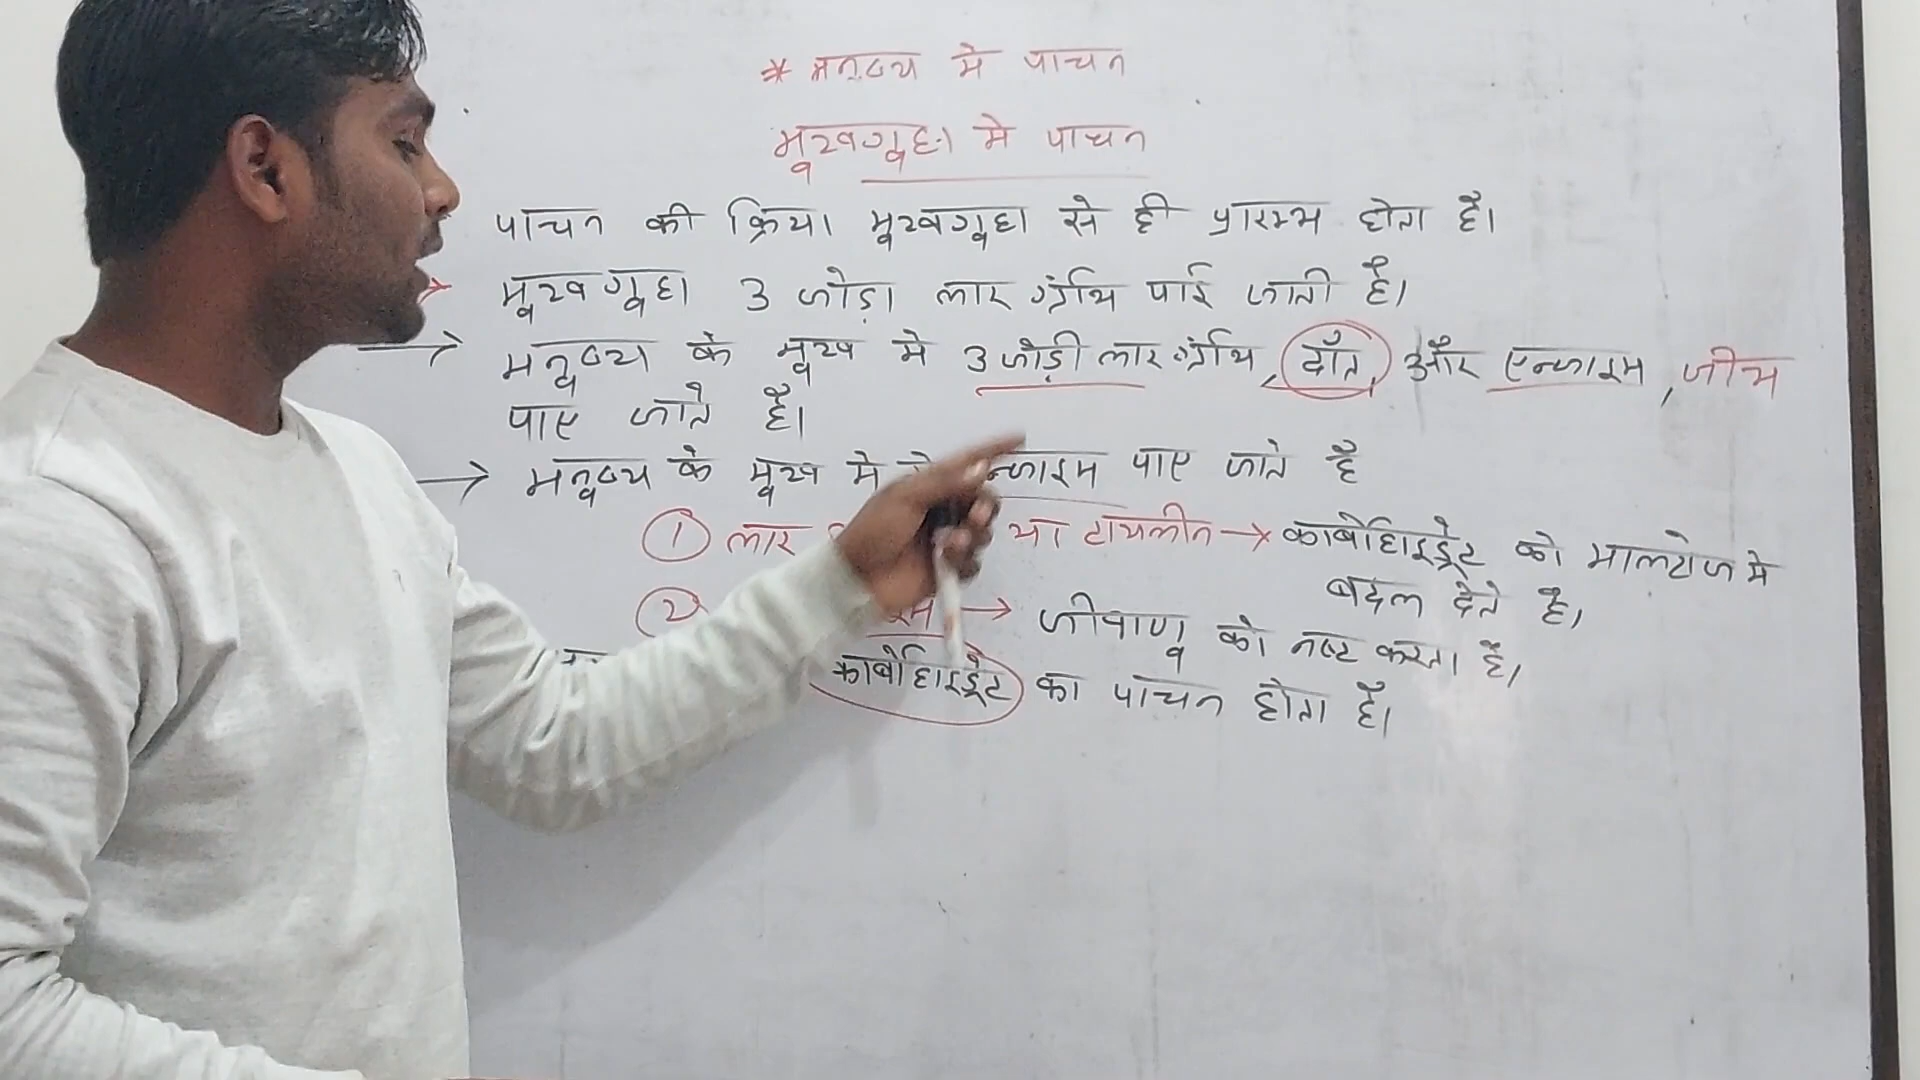 * मनुष्य मे पाचन
मुखगुहा मे पाचन
पाचन की क्रिया मुखगुहा से ही प्रारम्भ होता है।
मुखगुहा 3 जोड़ा लार ग्रंथि पाई जाती है।
मनुष्य के मुख मे 3 जोड़ी लार ग्रंथि, दाँत, और एन्जाइम, जीभ
पाए जाते है।
मनुष्य के मुख मे न्जाइम पाए जाते है
① लार या टायलीन → कार्बोहाइड्रेट को माल्टोज मे
बदल देते है।
② → जीवाणु को नष्ट करता है।
कार्बोहाइड्रेट का पाचन होता है।